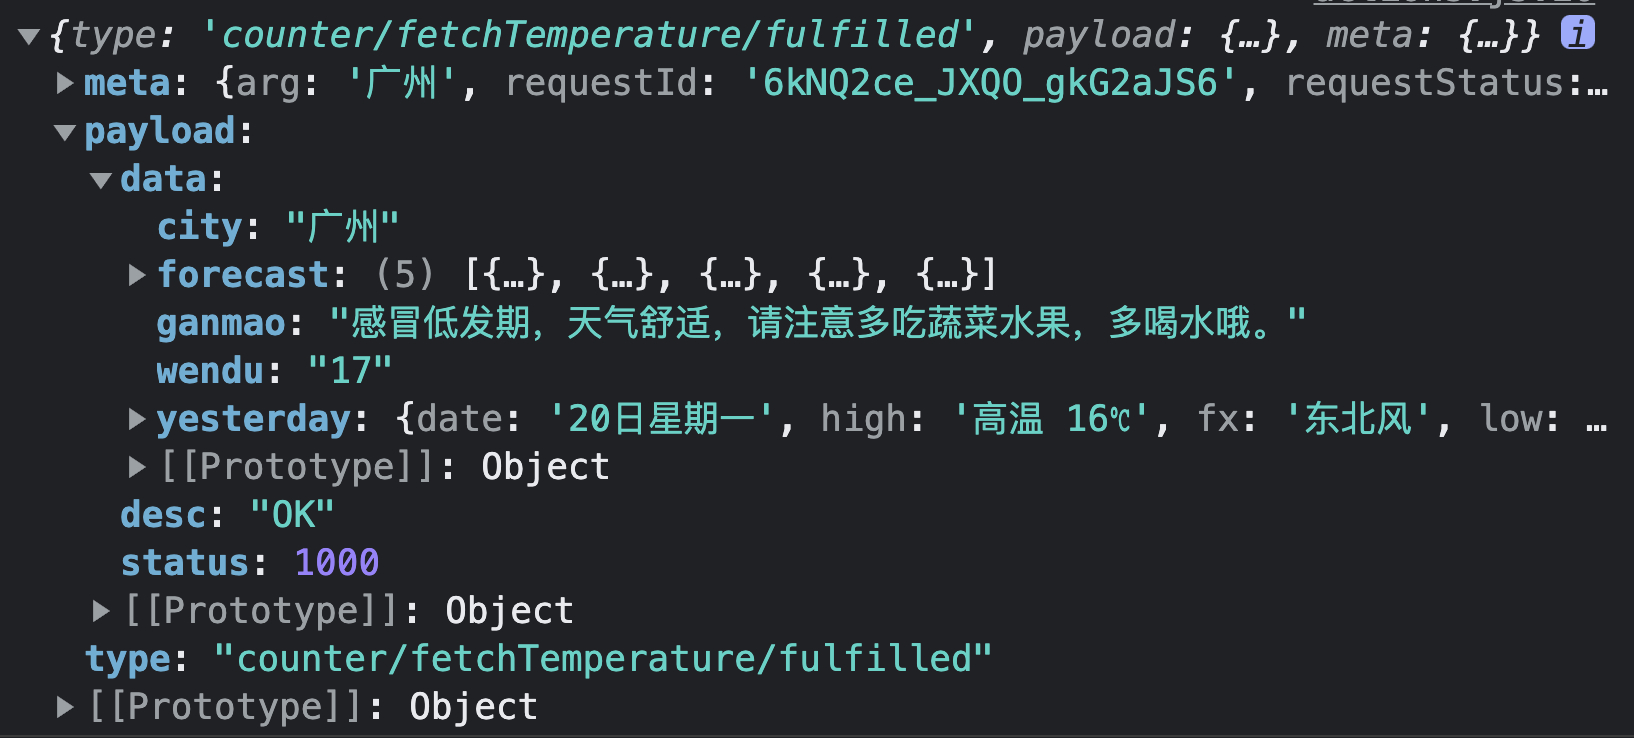 {type: 'counter/fetchTemperature/fulfilled', payload: {…}, meta: {…}} i
meta: {arg: '广州', requestId: '6kNQ2ce_JXQO_gkG2aJS6', requestStatus:…
payload:
data:
city: "广州"
forecast: (5) [{…}, {…}, {…}, {…}, {…}]
ganmao: "感冒低发期，天气舒适，请注意多吃蔬菜水果，多喝水哦。"
wendu: "17"
yesterday: {date: '20日星期一', high: '高温 16℃', fx: '东北风', low: …
[[Prototype]]: Object
desc: "OK"
status: 1000
[[Prototype]]: Object
type: "counter/fetchTemperature/fulfilled"
[[Prototype]]: Object